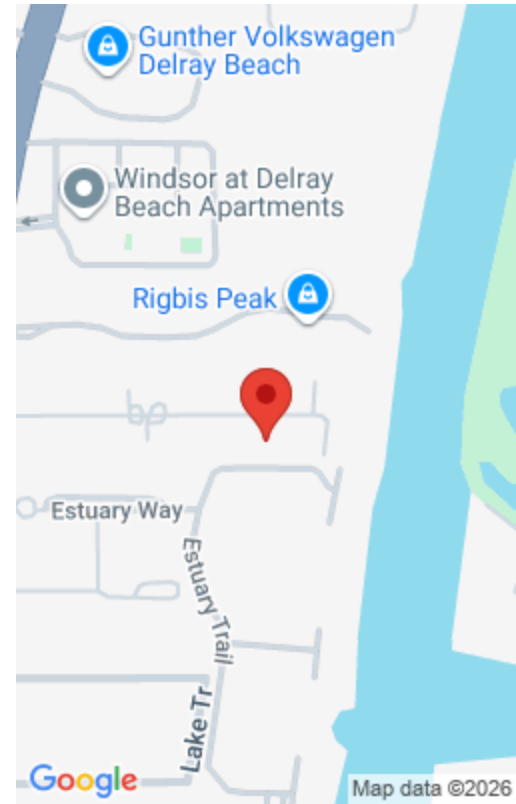 Gunther Volkswagen
Delray Beach
Windsor at Delray
Beach Apartments
Rigbis Peak
Estuary Way
Estuary Trail
Lake Tr
Google
Map data ©2026